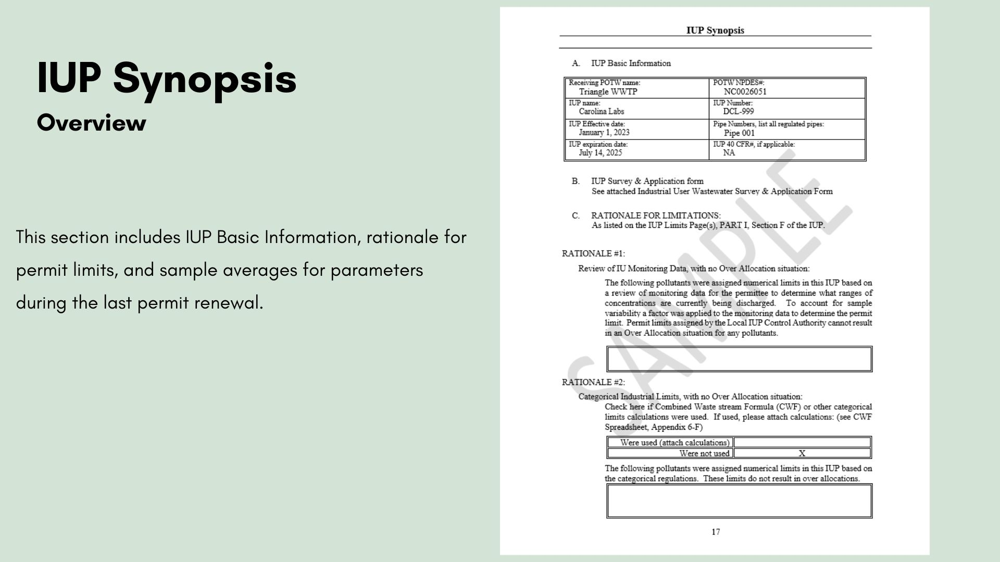 IUP Synopsis
Overview
This section includes IUP Basic Information, rationale for
permit limits, and sample averages for parameters
during the last permit renewal.
IUP Synopsis
A. IUP Basic Information
Receiving POTW name: POTW NPDES#:
Triangle WWTP NC0026051
IUP name: IUP Number:
Carolina Labs DCL-999
IUP Effective date: Pipe Numbers, list all regulated pipes:
January 1, 2023 Pipe 001
IUP expiration date: IUP 40 CFR#, if applicable:
July 14, 2025 NA
B. IUP Survey & Application form
See attached Industrial User Wastewater Survey & Application Form
C. RATIONALE FOR LIMITATIONS:
As listed on the IUP Limits Page(s), PART I, Section F of the IUP.
RATIONALE #1:
Review of IU Monitoring Data, with no Over Allocation situation:
The following pollutants were assigned numerical limits in this IUP based on
a review of monitoring data for the permittee to determine what ranges of
concentrations are currently being discharged. To account for sample
variability a factor was applied to the monitoring data to determine the permit
limit. Permit limits assigned by the Local IUP Control Authority cannot result
in an Over Allocation situation for any pollutants.
RATIONALE #2:
Categorical Industrial Limits, with no Over Allocation situation:
Check here if Combined Waste stream Formula (CWF) or other categorical
limits calculations were used. If used, please attach calculations: (see CWF
Spreadsheet, Appendix 6-F)
Were used (attach calculations)
Were not used X
The following pollutants were assigned numerical limits in this IUP based on
the categorical regulations. These limits do not result in over allocations.
17
SAMPLE